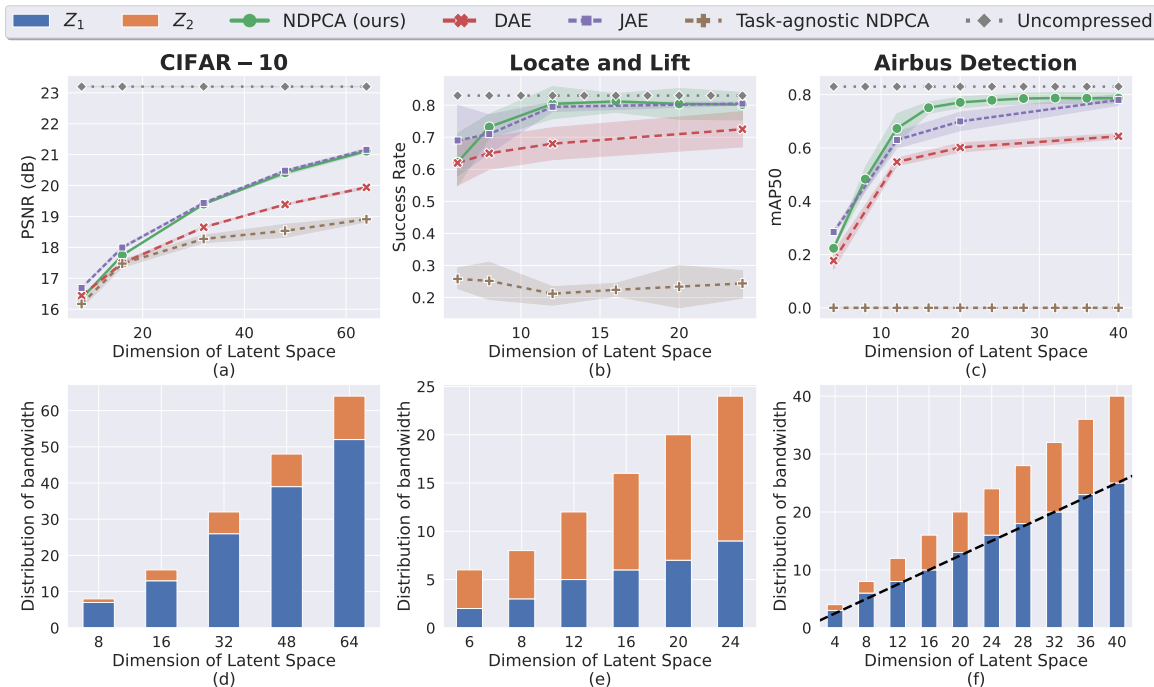 Z1 Z2 NDPCA (ours) DAE JAE Task-agnostic NDPCA Uncompressed
CIFAR − 10 Locate and Lift Airbus Detection
PSNR (dB)
23
22
21
20
19
18
17
16
20 40 60
Dimension of Latent Space
(a)
Success Rate
0.8
0.7
0.6
0.5
0.4
0.3
0.2
10 15 20
Dimension of Latent Space
(b)
mAP50
0.8
0.6
0.4
0.2
0.0
10 20 30 40
Dimension of Latent Space
(c)
Distribution of bandwidth
60
50
40
30
20
10
0
8 16 32 48 64
Dimension of Latent Space
(d)
Distribution of bandwidth
25
20
15
10
5
0
6 8 12 16 20 24
Dimension of Latent Space
(e)
Distribution of bandwidth
40
30
20
10
0
4 8 12 16 20 24 28 32 36 40
Dimension of Latent Space
(f)